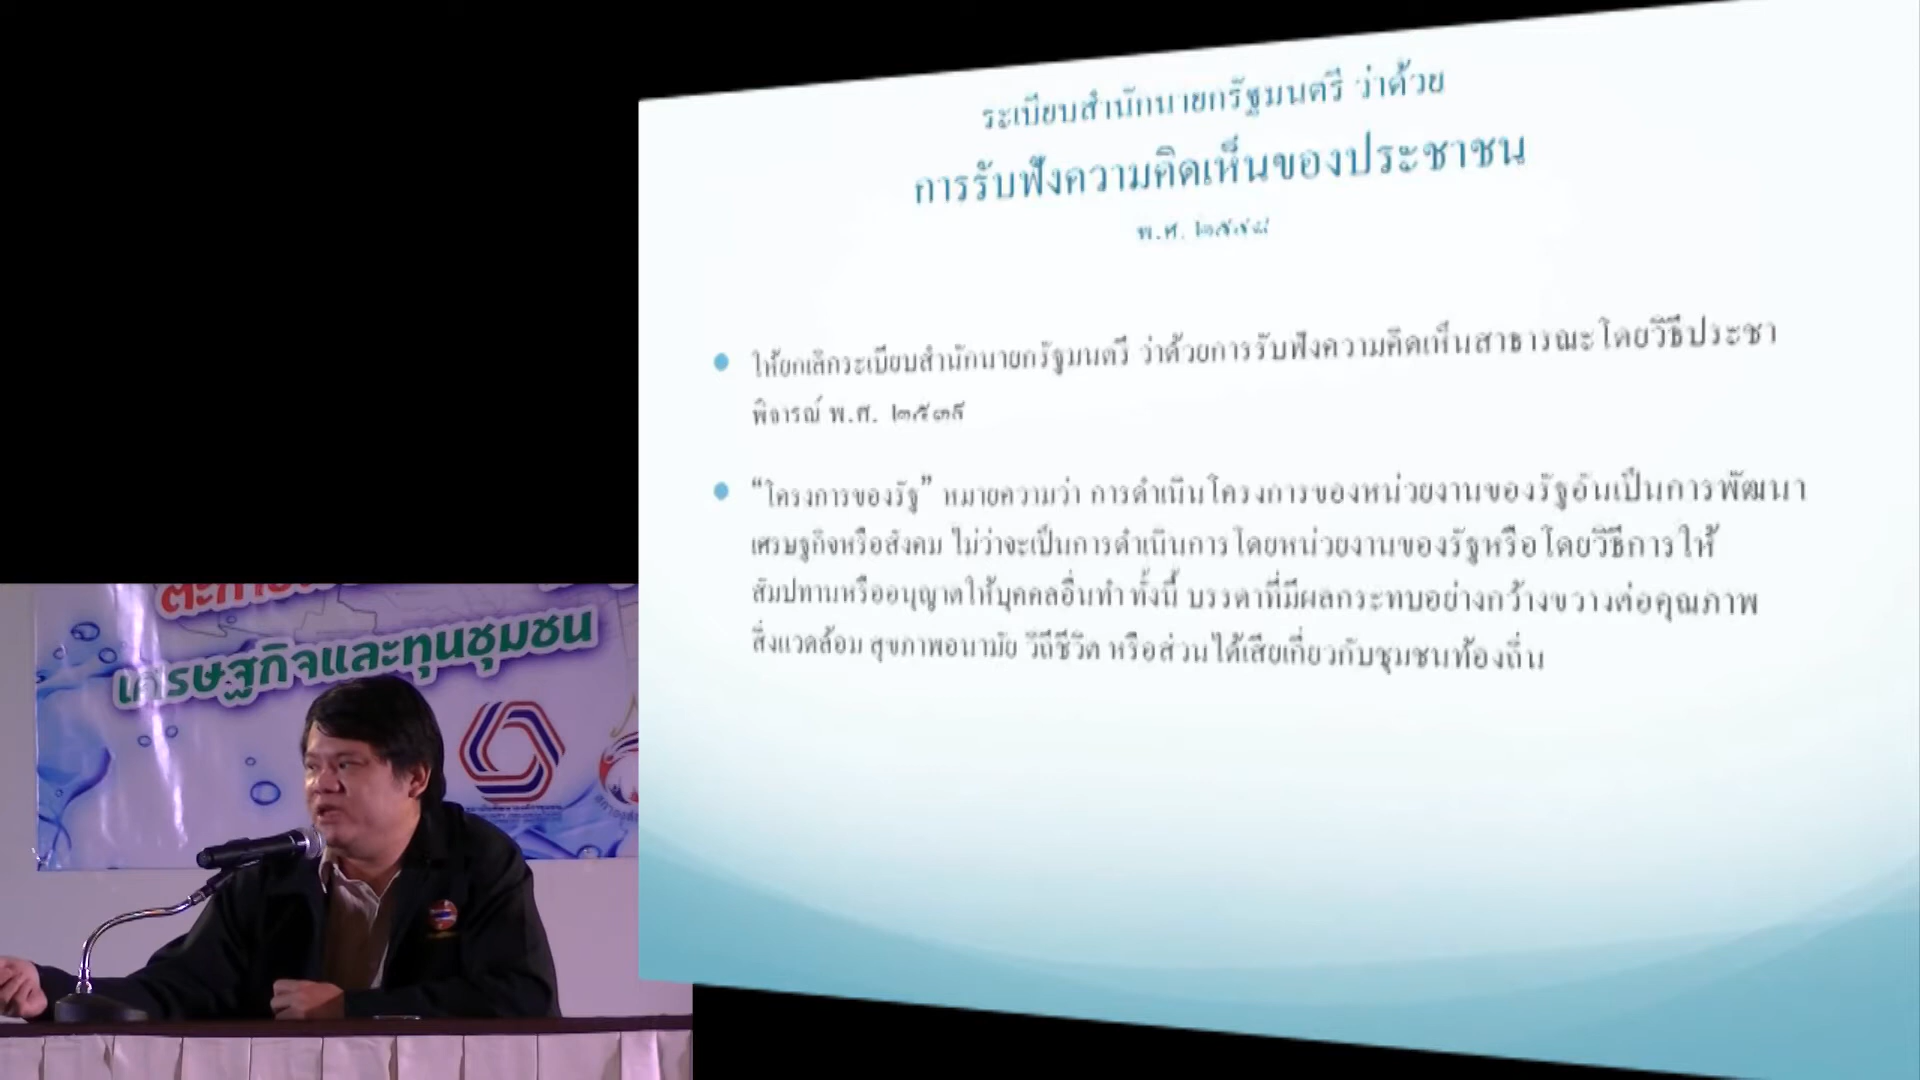 ระเบียบสำนักนายกรัฐมนตรี ว่าด้วย
การรับฟังความคิดเห็นของประชาชน
พ.ศ. ๒๕๔๘
ให้ยกเลิกระเบียบสำนักนายกรัฐมนตรี ว่าด้วยการรับฟังความคิดเห็นสาธารณะโดยวิธีประชา
พิจารณ์ พ.ศ. ๒๕๓๙
“โครงการของรัฐ” หมายความว่า การดำเนินโครงการของหน่วยงานของรัฐอันเป็นการพัฒนา
เศรษฐกิจหรือสังคม ไม่ว่าจะเป็นการดำเนินการโดยหน่วยงานของรัฐหรือโดยวิธีการให้
สัมปทานหรืออนุญาตให้บุคคลอื่นทำ ทั้งนี้ บรรดาที่มีผลกระทบอย่างกว้างขวางต่อคุณภาพ
สิ่งแวดล้อม สุขภาพอนามัย วิถีชีวิต หรือส่วนได้เสียเกี่ยวกับชุมชนท้องถิ่น
เศรษฐกิจและทุนชุมชน